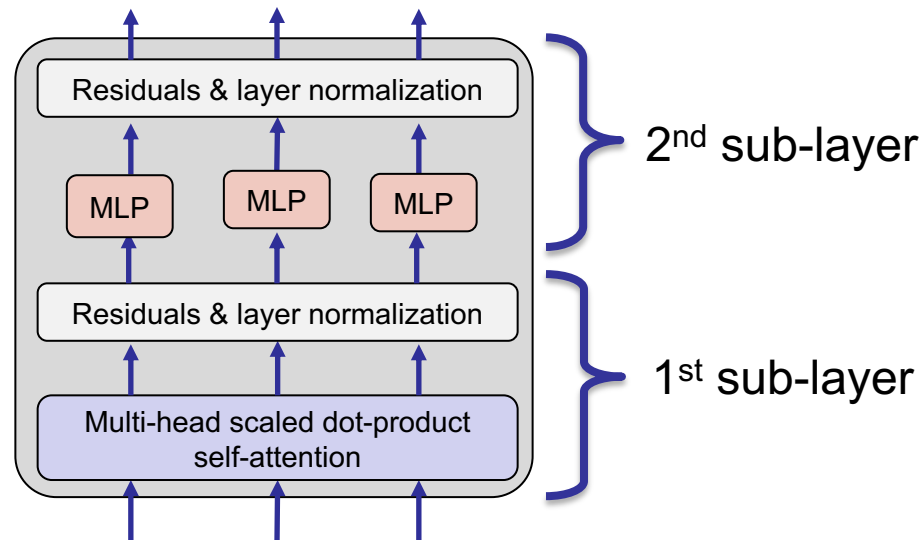 Residuals & layer normalization
2nd sub-layer
MLP
MLP
MLP
Residuals & layer normalization
1st sub-layer
Multi-head scaled dot-product
self-attention